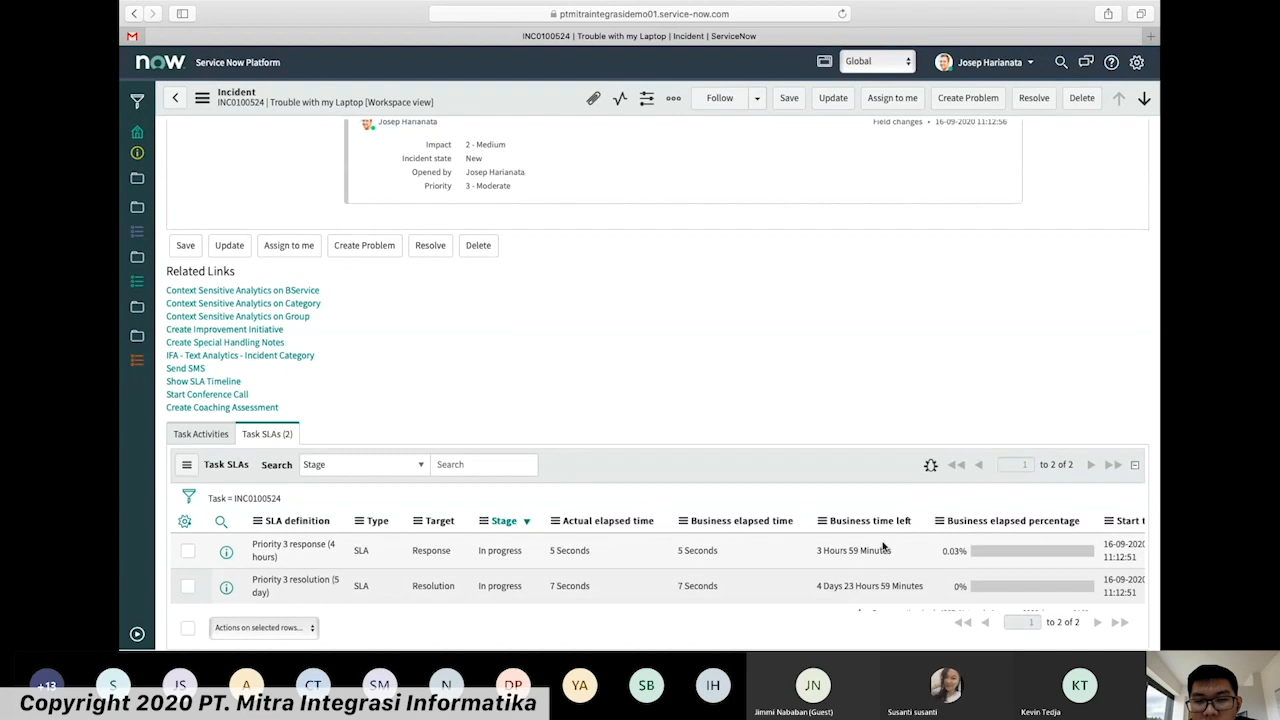 ptmitraintegrasidemo01.service-now.com
INC0100524 | Trouble with my Laptop | Incident | ServiceNow
now. Service Now Platform Global Josep Harianata
Incident
INC0100524 | Trouble with my Laptop [Workspace view]
Follow Save Update Assign to me Create Problem Resolve Delete
Josep Harianata Field changes • 16-09-2020 11:12:56
Impact 2 - Medium
Incident state New
Opened by Josep Harianata
Priority 3 - Moderate
Save Update Assign to me Create Problem Resolve Delete
Related Links
Context Sensitive Analytics on BService
Context Sensitive Analytics on Category
Context Sensitive Analytics on Group
Create Improvement Initiative
Create Special Handling Notes
IFA - Text Analytics - Incident Category
Send SMS
Show SLA Timeline
Start Conference Call
Create Coaching Assessment
Task Activities Task SLAs (2)
Task SLAs Search Stage Search 1 to 2 of 2
Task = INC0100524
SLA definition Type Target Stage Actual elapsed time Business elapsed time Business time left Business elapsed percentage Start t
Priority 3 response (4 hours) SLA Response In progress 5 Seconds 5 Seconds 3 Hours 59 Minutes 0.03% 16-09-2020 11:12:51
Priority 3 resolution (5 day) SLA Resolution In progress 7 Seconds 7 Seconds 4 Days 23 Hours 59 Minutes 0% 16-09-2020 11:12:51
Actions on selected rows... 1 to 2 of 2
+13 S JS A CT SM N DP YA SB IH JN KT
Jimmi Nababan (Guest) Susanti susanti Kevin Tedja
Copyright 2020 PT. Mitra Integrasi Informatika